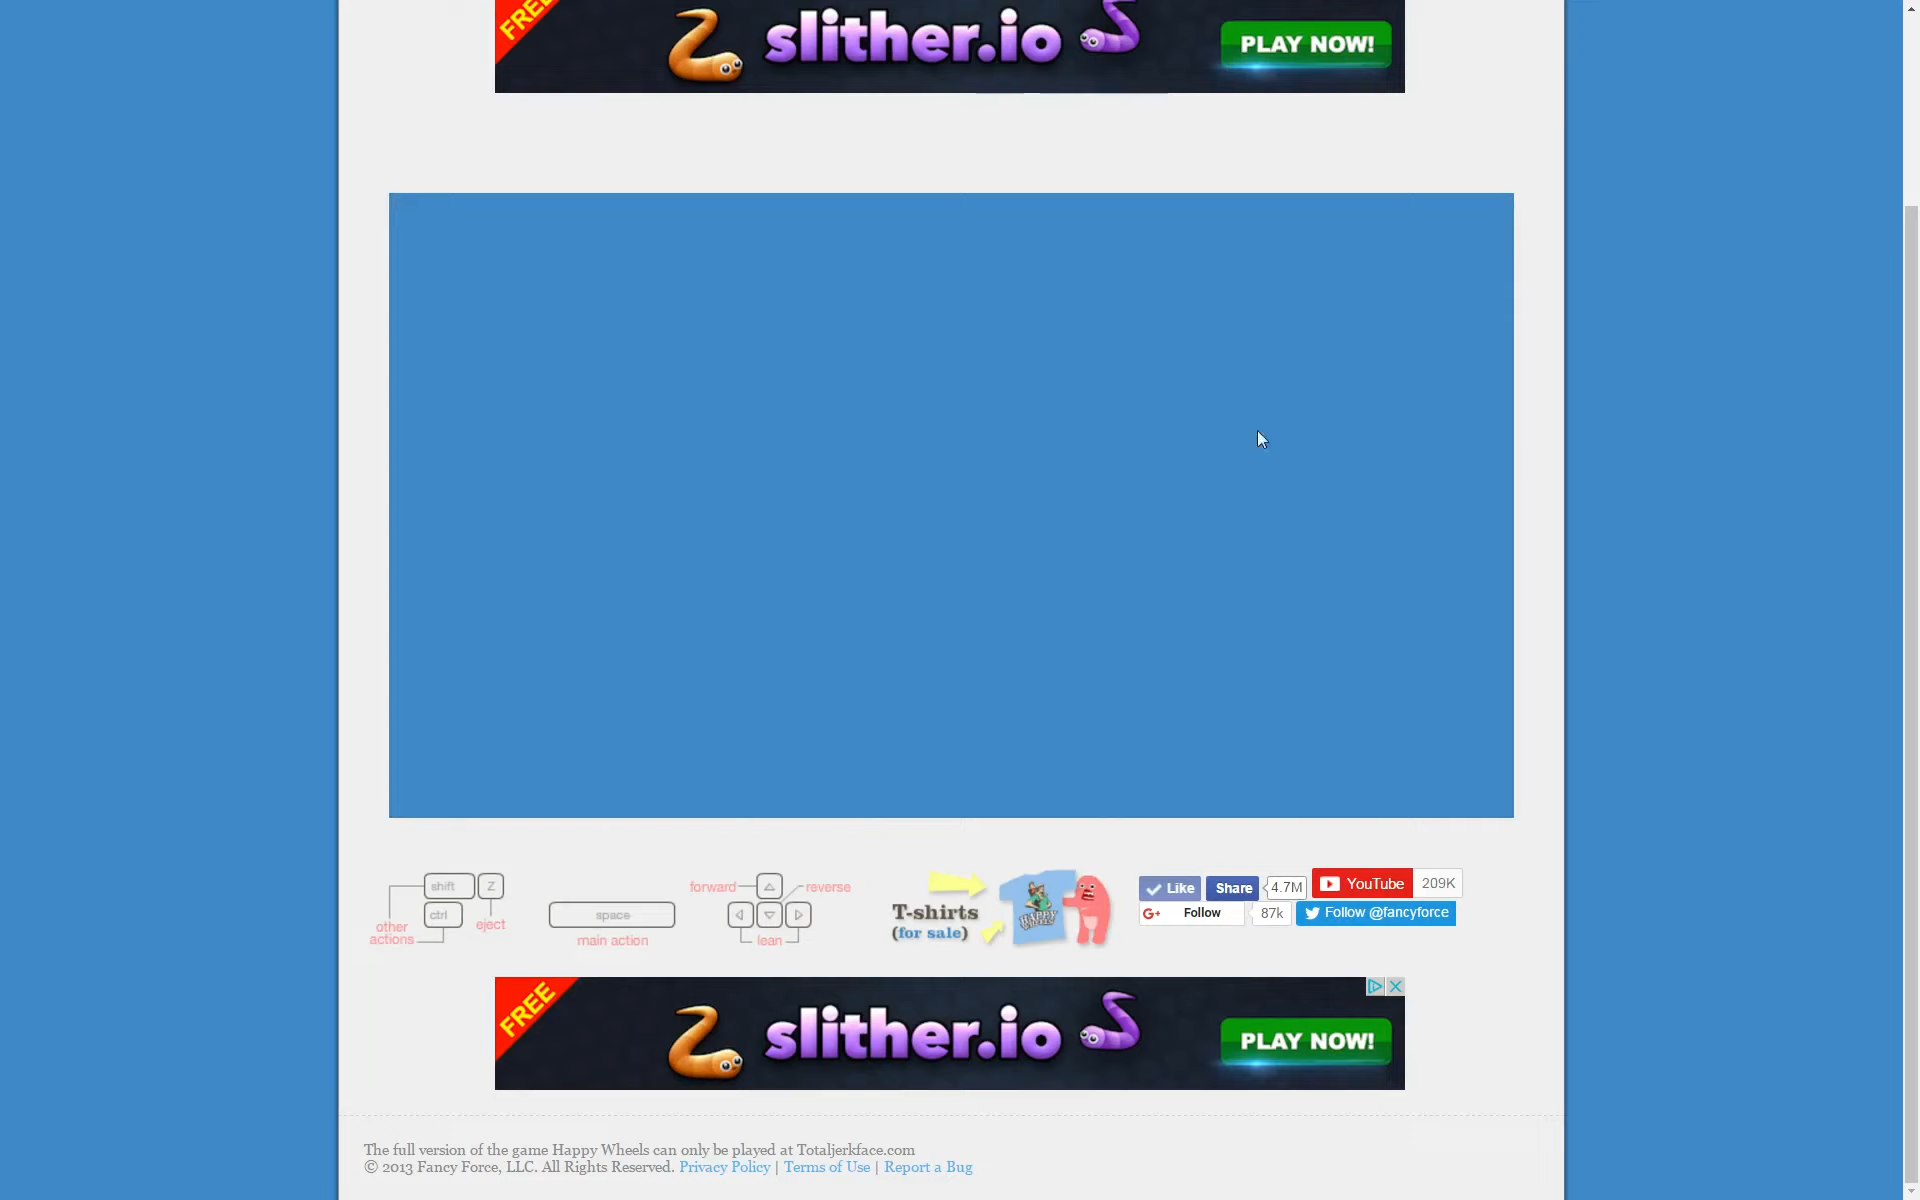 FREE
slither.io
PLAY NOW!
shift Z
ctrl
other
actions
eject
space
main action
forward reverse
lean
T-shirts
(for sale)
HAPPY
WHEELS
Like Share 4.7M YouTube 209K
G+ Follow 87k Follow @fancyforce
FREE
slither.io
PLAY NOW!
The full version of the game Happy Wheels can only be played at Totaljerkface.com
© 2013 Fancy Force, LLC. All Rights Reserved. Privacy Policy | Terms of Use | Report a Bug